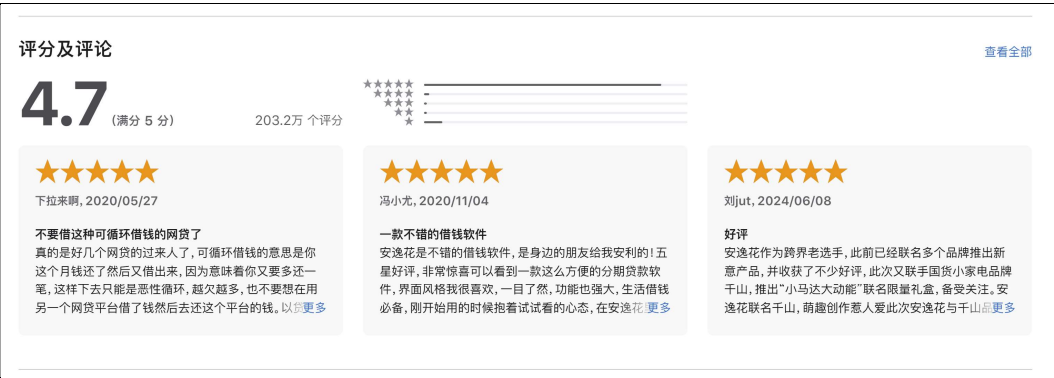 评分及评论
查看全部
4.7
(满分 5 分)
203.2万 个评分
★★★★★
★★★★
★★★
★★
★
★★★★★
下拉来啊, 2020/05/27
不要借这种可循环借钱的网贷了
真的是好几个网贷的过来人了, 可循环借钱的意思是你
这个月钱还了然后又借出来, 因为意味着你又要多还一
笔, 这样下去只能是恶性循环, 越欠越多, 也不要想在用
另一个网贷平台借了钱然后去还这个平台的钱。以贷更多
★★★★★
冯小尤, 2020/11/04
一款不错的借钱软件
安逸花是不错的借钱软件, 是身边的朋友给我安利的! 五
星好评, 非常惊喜可以看到一款这么方便的分期贷款软
件, 界面风格我很喜欢, 一目了然, 功能也强大, 生活借钱
必备, 刚开始用的时候抱着试试看的心态, 在安逸花更多
★★★★★
刘jut, 2024/06/08
好评
安逸花作为跨界老选手, 此前已经联名多个品牌推出新
意产品, 并收获了不少好评, 此次又联手国货小家电品牌
千山, 推出“小马达大动能”联名限量礼盒, 备受关注。安
逸花联名千山, 萌趣创作惹人爱此次安逸花与千山品更多